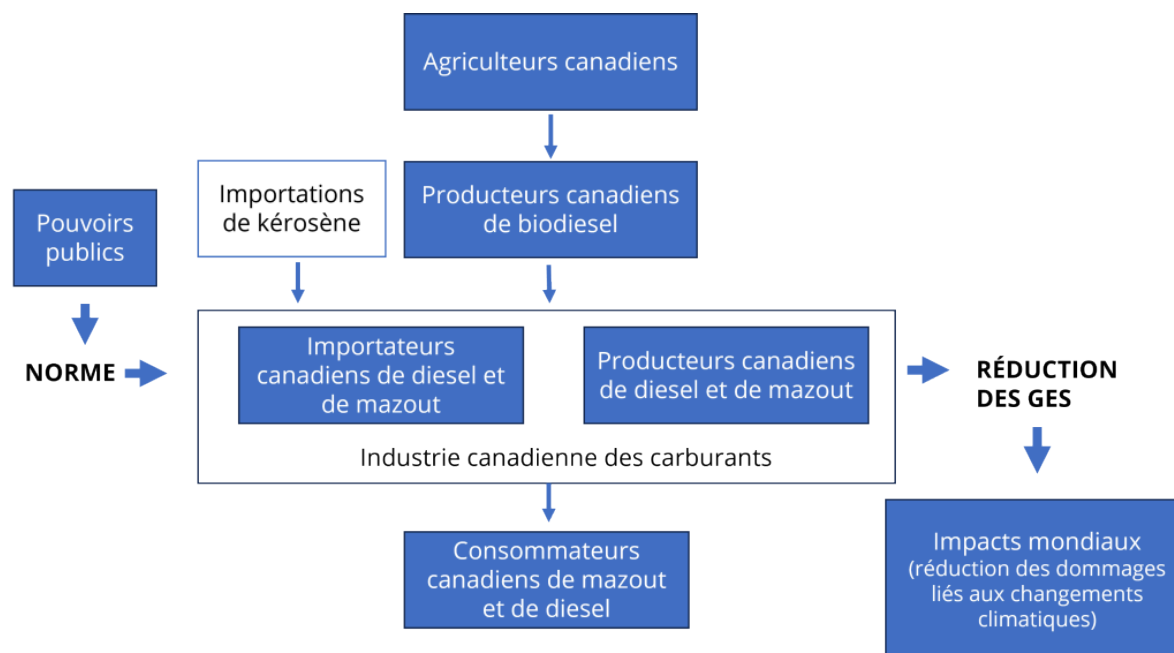 Agriculteurs canadiens
Importations
de kérosène
Producteurs canadiens
de biodiesel
Pouvoirs
publics
NORME
Importateurs
canadiens de diesel et
de mazout
Producteurs canadiens
de diesel et de mazout
Industrie canadienne des carburants
RÉDUCTION
DES GES
Consommateurs
canadiens de mazout
et de diesel
Impacts mondiaux
(réduction des dommages
liés aux changements
climatiques)